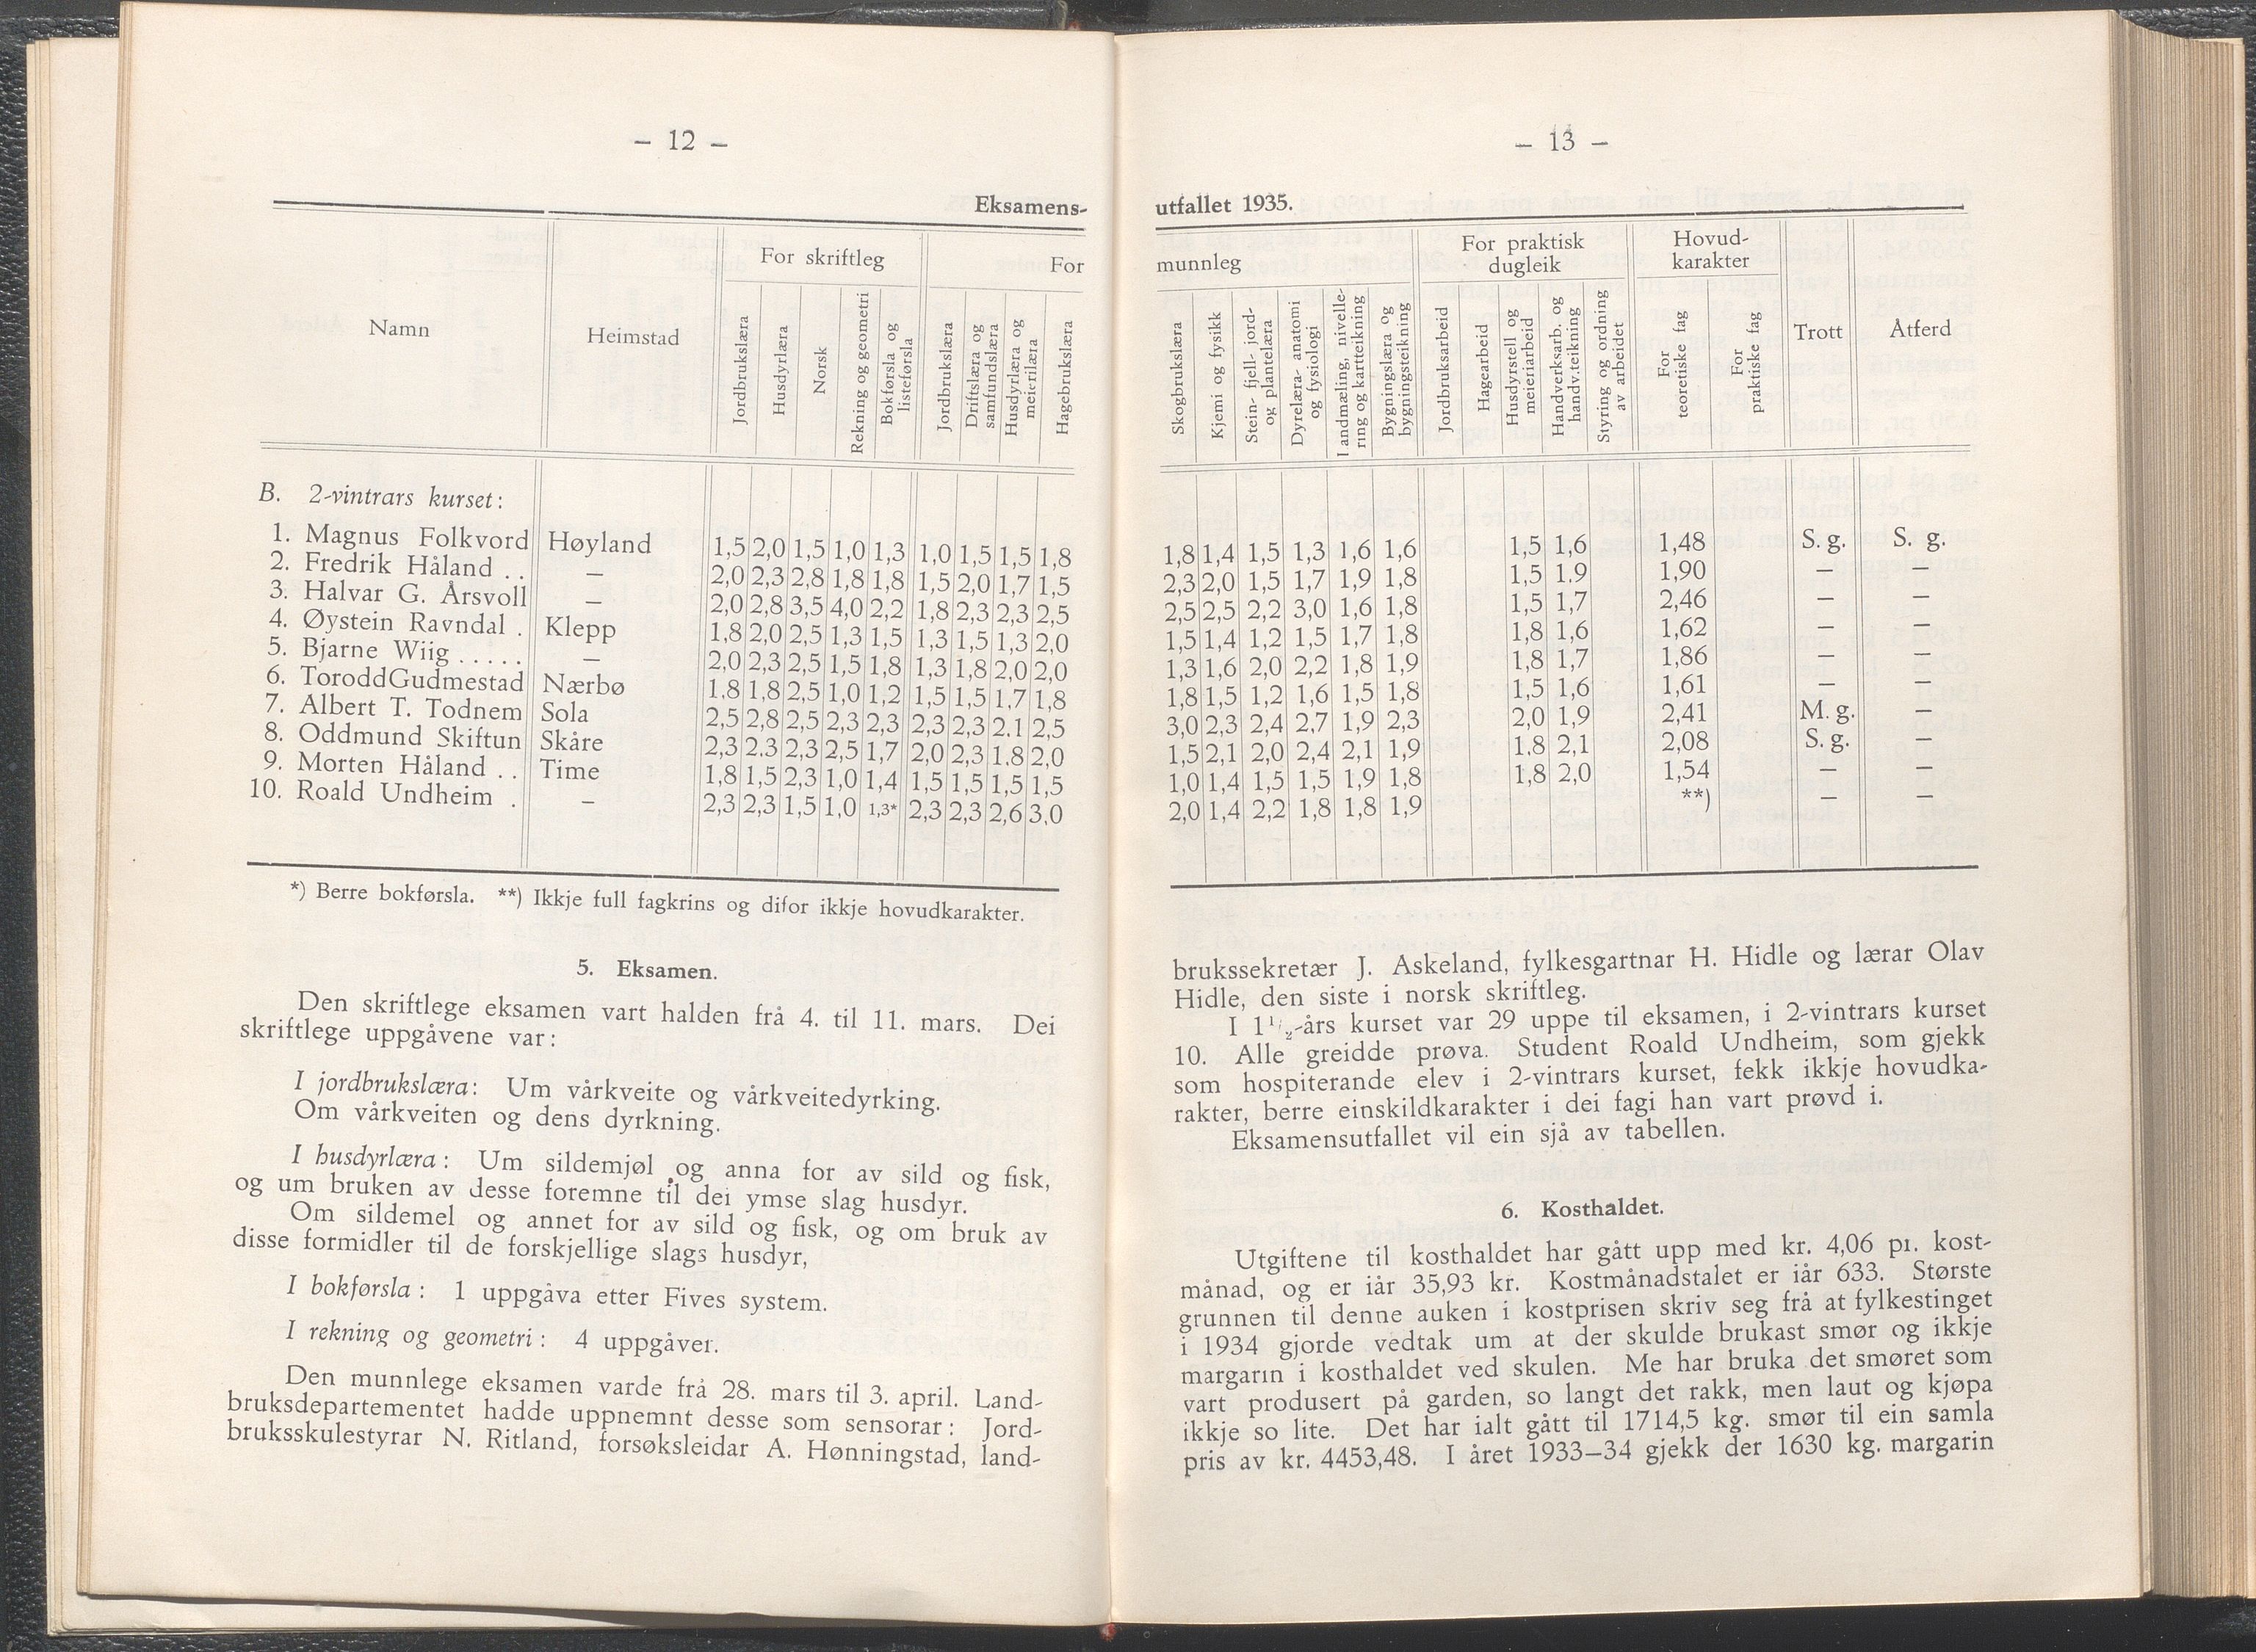 – 12 –
Eksamens-
Namn
Heimstad
For skriftleg
For
Jordbrukslæra
Husdyrlæra
Norsk
Rekning og geometri
Bokførsla og
listeførsla
Jordbrukslæra
Driftslæra og
samfundslæra
Husdyrlæra og
meierilæra
Hagebrukslæra
B. 2-vintrars kurset:
1. Magnus Folkvord Høyland 1,5 2,0 1,5 1,0 1,3 1,0 1,5 1,5 1,8
2. Fredrik Håland . . – 2,0 2,3 2,8 1,8 1,8 1,5 2,0 1,7 1,5
3. Halvar G. Årsvoll – 2,0 2,8 3,5 4,0 2,2 1,8 2,3 2,3 2,5
4. Øystein Ravndal . Klepp 1,8 2,0 2,5 1,3 1,5 1,3 1,5 1,3 2,0
5. Bjarne Wiig . . . . . – 2,0 2,3 2,5 1,5 1,8 1,3 1,8 2,0 2,0
6. ToroddGudmestad Nærbø 1.8 1,8 2,5 1,0 1,2 1,5 1,5 1,7 1,8
7. Albert T. Todnem Sola 2,5 2,8 2,5 2,3 2,3 2,3 2,3 2.1 2,5
8. Oddmund Skiftun Skåre 2,3 2.3 2,3 2,5 1,7 2,0 2,3 1.8 2,0
9. Morten Håland . . Time 1,8 1,5 2,3 1,0 1,4 1,5 1,5 1,5 1,5
10. Roald Undheim . – 2,3 2,3 1,5 1,0 1,3* 2,3 2,3 2,6 3,0
*) Berre bokførsla. **) Ikkje full fagkrins og difor ikkje hovudkarakter.
5. Eksamen.
Den skriftlege eksamen vart halden frå 4. til 11. mars. Dei
skriftlege uppgåvene var:
I jordbrukslæra: Um vårkveite og vårkveitedyrking.
Om vårkveiten og dens dyrkning.
I husdyrlæra: Um sildemjøl og anna for av sild og fisk,
og um bruken av desse foremne til dei ymse slag husdyr.
Om sildemel og annet for av sild og fisk, og om bruk av
disse formidler til de forskjellige slags husdyr,
I bokførsla: 1 uppgåva etter Fives system.
I rekning og geometri: 4 uppgåver.
Den munnlege eksamen varde frå 28. mars til 3. april. Land-
bruksdepartementet hadde uppnemnt desse som sensorar: Jord-
bruksskulestyrar N. Ritland, forsøksleidar A. Hønningstad, land-
– 13 –
utfallet 1935.
munnleg
For praktisk
dugleik
Hovud-
karakter
Trott
Åtferd
Skogbrukslæra
Kjemi og fysikk
Stein- fjell- jord-
og plantelæra
Dyrelæra- anatomi
og fysiologi
Landmæling, nivelle-
ring og kartteikning
Bygningslæra og
bygningsteikning
Jordbruksarbeid
Hagearbeid
Husdyrstell og
meieriarbeid
Handverksarb. og
handv.teikning
Styring og ordning
av arbeidet
For
teoretiske fag
For
praktiske fag
1,8 1,4 1,5 1,3 1,6 1,6 1,5 1,6 1,48 S. g. S. g.
2,3 2,0 1,5 1,7 1,9 1,8 1,5 1.9 1,90 – –
2,5 2,5 2,2 3,0 1,6 1,8 1,5 1,7 2,46 – –
1,5 1,4 1,2 1,5 1,7 1,8 1,8 1,6 1,62 – –
1,3 1,6 2,0 2,2 1,8 1,9 1,8 1,7 1,86 – –
1,8 1,5 1,2 1,6 1,5 1,8 1,5 1,6 1,61 – –
3,0 2,3 2,4 2,7 1,9 2,3 2,0 1,9 2,41 M. g. –
1,5 2,1 2,0 2,4 2,1 1,9 1.8 2,1 2,08 S. g. –
1,0 1,4 1,5 1,5 1,9 1,8 1,8 2,0 1,54 – –
2,0 1,4 2,2 1,8 1,8 1,9 **) – –
brukssekretær J. Askeland, fylkesgartnar H. Hidle og lærar Olav
Hidle, den siste i norsk skriftleg.
I 1½-års kurset var 29 uppe til eksamen, i 2-vintrars kurset
10. Alle greidde prøva. Student Roald Undheim, som gjekk
som hospiterande elev i 2-vintrars kurset, fekk ikkje hovudka-
rakter, berre einskildkarakter i dei fagi han vart prøvd i.
Eksamensutfallet vil ein sjå av tabellen.
6. Kosthaldet.
Utgiftene til kosthaldet har gått upp med kr. 4,06 pr. kost-
månad, og er iår 35,93 kr. Kostmånadstalet er iår 633. Største
grunnen til denne auken i kostprisen skriv seg frå at fylkestinget
i 1934 gjorde vedtak um at der skulde brukast smør og ikkje
margarin i kosthaldet ved skulen. Me har bruka det smøret som
vart produsert på garden, so langt det rakk, men laut og kjøpa
ikkje so lite. Det har ialt gått til 1714,5 kg. smør til ein samla
pris av kr. 4453,48. I året 1933–34 gjekk der 1630 kg. margarin